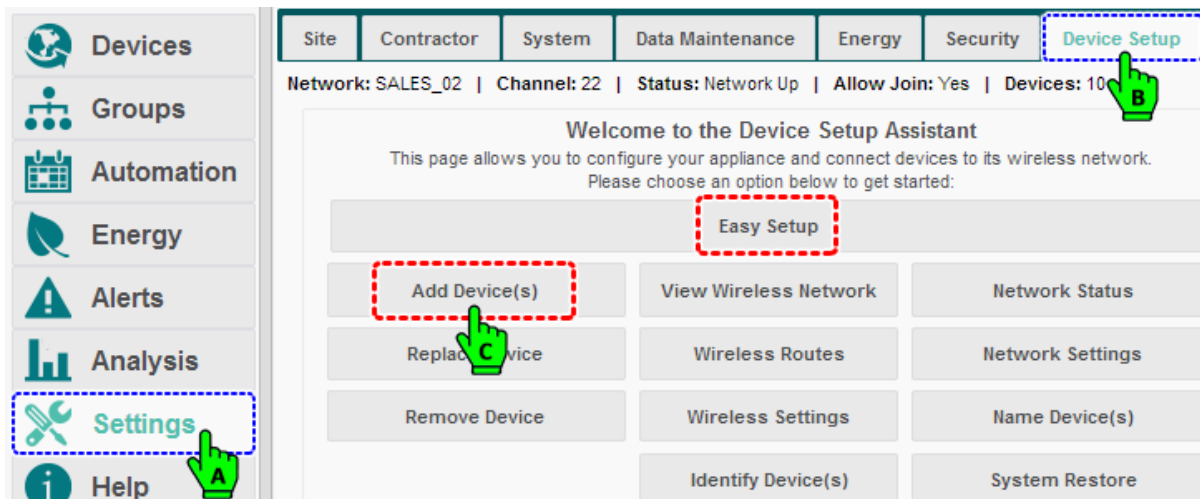 Devices
Groups
Automation
Energy
Alerts
Analysis
Settings
Help
A
Site Contractor System Data Maintenance Energy Security Device Setup
B
Network: SALES_02 | Channel: 22 | Status: Network Up | Allow Join: Yes | Devices: 10
Welcome to the Device Setup Assistant
This page allows you to configure your appliance and connect devices to its wireless network.
Please choose an option below to get started:
Easy Setup
Add Device(s) View Wireless Network Network Status
C
Replac vice Wireless Routes Network Settings
Remove Device Wireless Settings Name Device(s)
Identify Device(s) System Restore